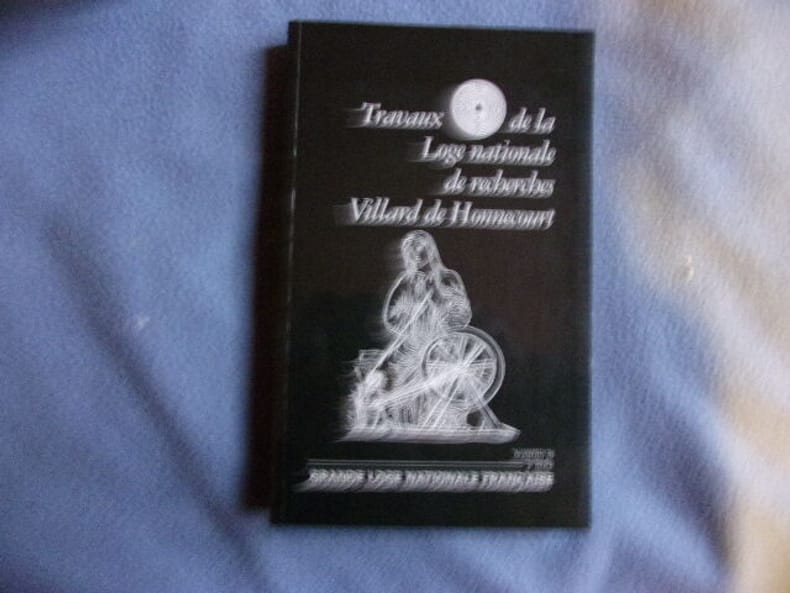 Travaux de la
Loge nationale
de recherches
Villard de Honnecourt
GRANDE LOGE NATIONALE FRANÇAISE